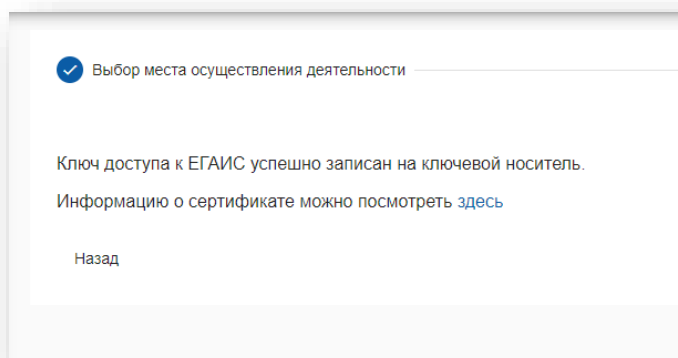 Выбор места осуществления деятельности
Ключ доступа к ЕГАИС успешно записан на ключевой носитель.
Информацию о сертификате можно посмотреть здесь
Назад